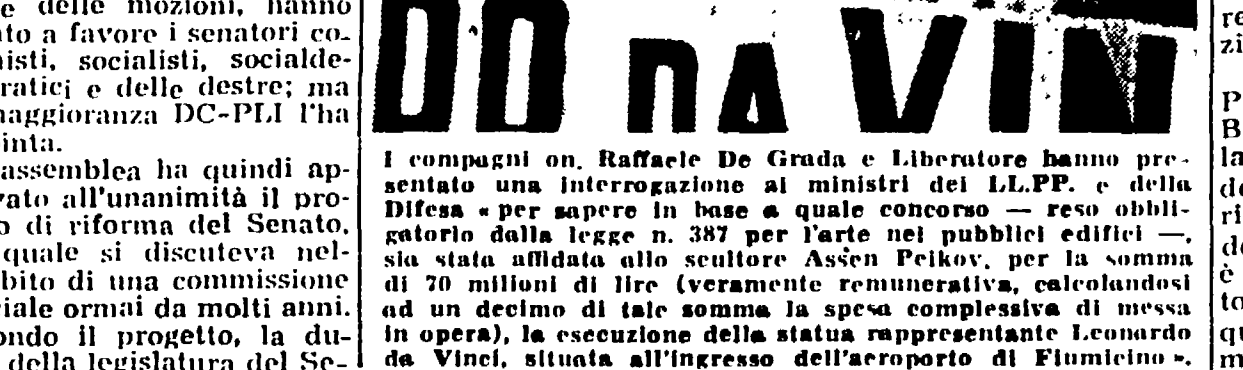 e delle mozioni, hanno
to a favore i senatori co-
nisti, socialisti, socialde-
ratici e delle destre; ma
maggioranza DC-PLI l'ha
inta.
assemblea ha quindi ap-
vato all'unanimità il pro-
o di riforma del Senato,
quale si discuteva nel-
bito di una commissione
iale ormai da molti anni.
ondo il progetto, la du-
della legislatura del Se-
DO DA VIN
I compagni on. Raffaele De Grada e Liberatore hanno pre-
sentato una interrogazione ai ministri dei LL.PP. e della
Difesa « per sapere in base a quale concorso — reso obbli-
gatorio dalla legge n. 387 per l'arte nei pubblici edifici —,
sia stata affidata allo scultore Assen Peikov, per la somma
di 70 milioni di lire (veramente remunerativa, calcolandosi
ad un decimo di tale somma la spesa complessiva di messa
in opera), la esecuzione della statua rappresentante Leonardo
da Vinci, situata all'ingresso dell'aeroporto di Fiumicino ».
re
zi
P
B
la
de
ri
de
è
to
qu
m